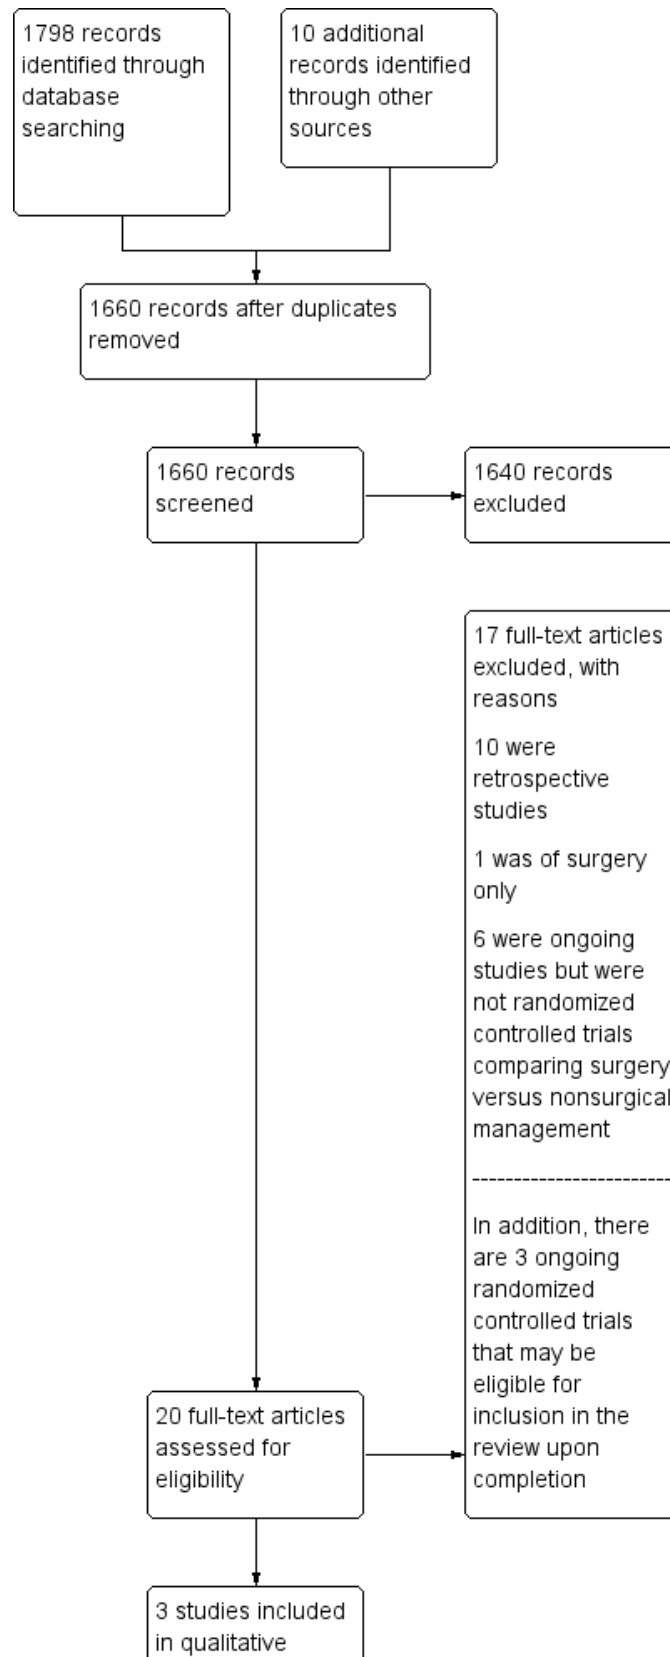 1798 records
identified through
database
searching
10 additional
records identified
through other
sources
1660 records after duplicates
removed
1660 records
screened
1640 records
excluded
17 full-text articles
excluded, with
reasons
10 were
retrospective
studies
1 was of surgery
only
6 were ongoing
studies but were
not randomized
controlled trials
comparing surgery
versus nonsurgical
management
-------------------------
In addition, there
are 3 ongoing
randomized
controlled trials
that may be
eligible for
inclusion in the
review upon
completion
20 full-text articles
assessed for
eligibility
3 studies included
in qualitative